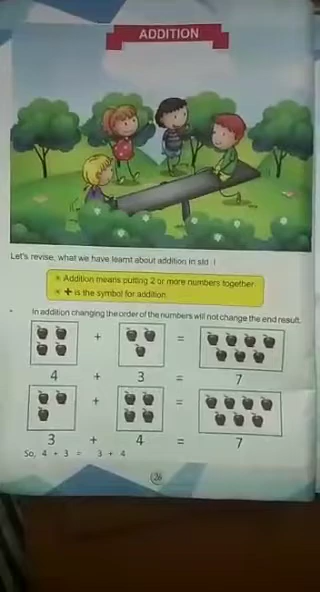 ADDITION
Let's revise, what we have learnt about addition in std I
Addition means putting 2 or more numbers together
+ is the symbol for addition
In addition changing the order of the numbers will not change the end result.
+ =
4 + 3 = 7
+ =
3 + 4 = 7
So, 4 + 3 = 3 + 4
26